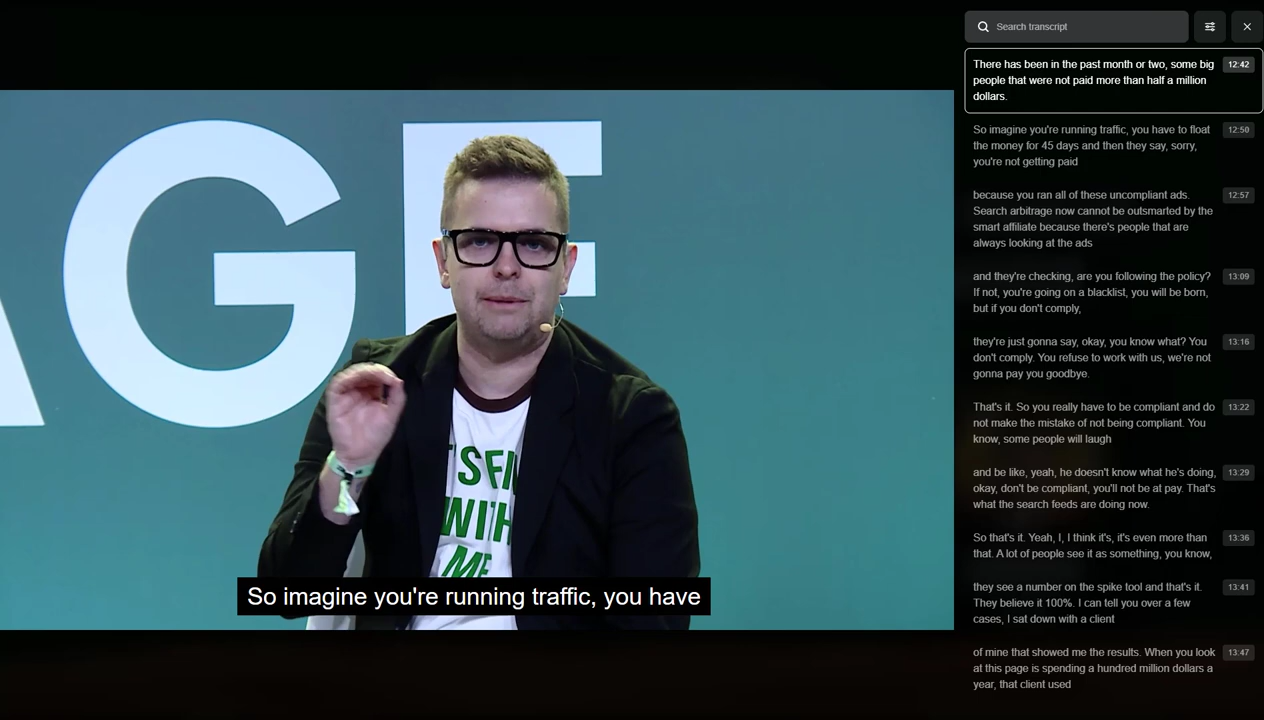 AGE
IT'S FI
WITH
ME
So imagine you're running traffic, you have
Search transcript
There has been in the past month or two, some big
12:42
people that were not paid more than half a million
dollars.
So imagine you're running traffic, you have to float
12:50
the money for 45 days and then they say, sorry,
you're not getting paid
because you ran all of these uncompliant ads.
12:57
Search arbitrage now cannot be outsmarted by the
smart affiliate because there's people that are
always looking at the ads
and they're checking, are you following the policy?
13:09
If not, you're going on a blacklist, you will be born,
but if you don't comply,
they're just gonna say, okay, you know what? You
13:16
don't comply. You refuse to work with us, we're not
gonna pay you goodbye.
That's it. So you really have to be compliant and do
13:22
not make the mistake of not being compliant. You
know, some people will laugh
and be like, yeah, he doesn't know what he's doing,
13:29
okay, don't be compliant, you'll not be at pay. That's
what the search feeds are doing now.
So that's it. Yeah, I, I think it's, it's even more than
13:36
that. A lot of people see it as something, you know,
they see a number on the spike tool and that's it.
13:41
They believe it 100%. I can tell you over a few
cases, I sat down with a client
of mine that showed me the results. When you look
13:47
at this page is spending a hundred million dollars a
year, that client used